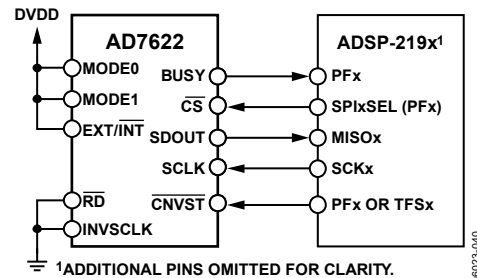 DVDD
AD7622
ADSP-219x¹
MODE0
BUSY
PFx
MODE1
CS
SPIxSEL (PFx)
EXT/INT
SDOUT
MISOx
SCLK
SCKx
RD
CNVST
PFx OR TFSx
INVSCLK
¹ADDITIONAL PINS OMITTED FOR CLARITY.
6023-040